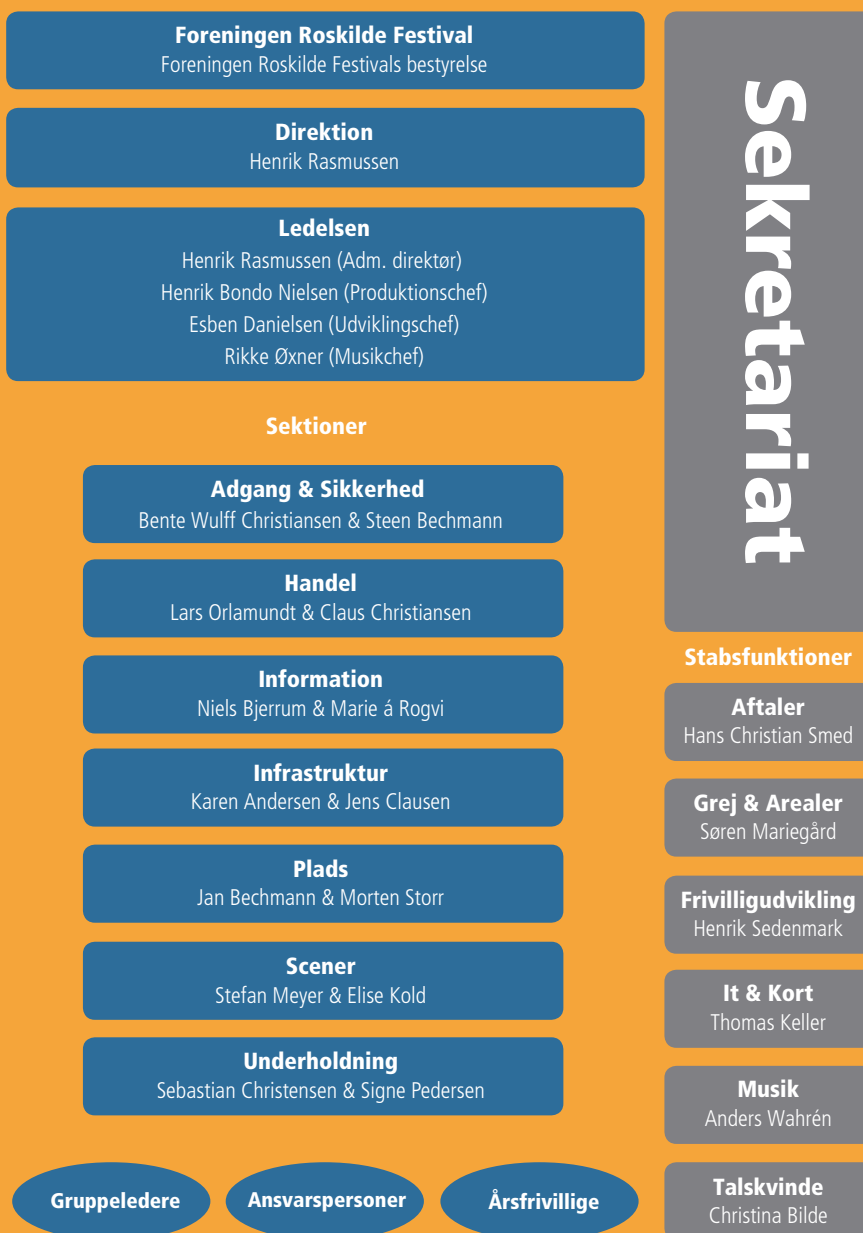 Foreningen Roskilde Festival
Foreningen Roskilde Festivals bestyrelse
Direktion
Henrik Rasmussen
Ledelsen
Henrik Rasmussen (Adm. direktør)
Henrik Bondo Nielsen (Produktionschef)
Esben Danielsen (Udviklingschef)
Rikke Øxner (Musikchef)
Sektioner
Adgang & Sikkerhed
Bente Wulff Christiansen & Steen Bechmann
Handel
Lars Orlamundt & Claus Christiansen
Information
Niels Bjerrum & Marie á Rogvi
Infrastruktur
Karen Andersen & Jens Clausen
Plads
Jan Bechmann & Morten Storr
Scener
Stefan Meyer & Elise Kold
Underholdning
Sebastian Christensen & Signe Pedersen
Gruppeledere
Ansvarspersoner
Årsfrivillige
Sekretariat
Stabsfunktioner
Aftaler
Hans Christian Smed
Grej & Arealer
Søren Mariegård
Frivilligudvikling
Henrik Sedenmark
It & Kort
Thomas Keller
Musik
Anders Wahrén
Talskvinde
Christina Bilde